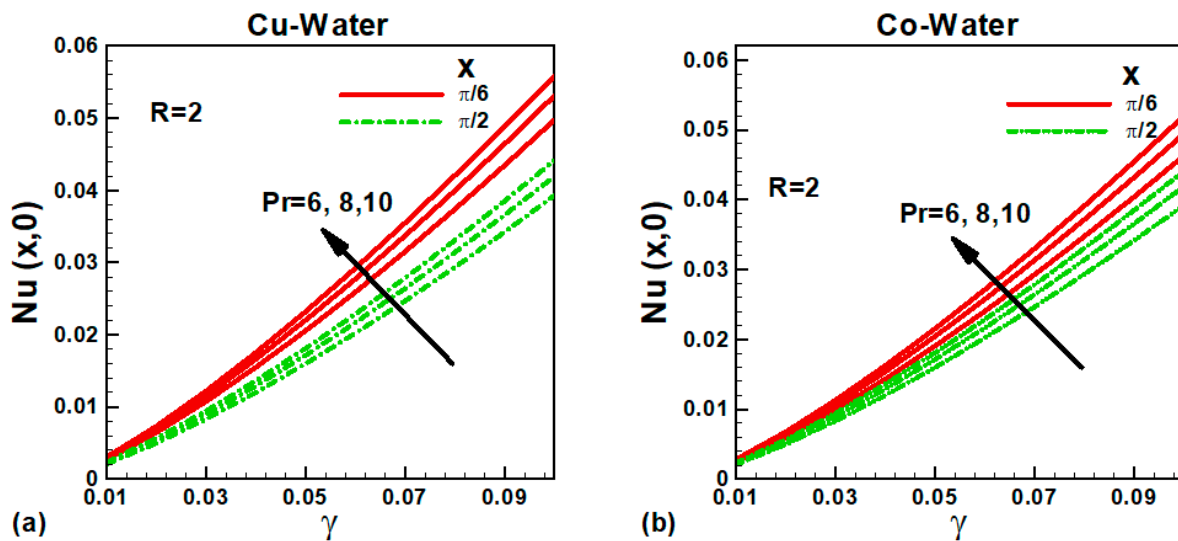 Cu-Water
0.06
0.05
0.04
0.03
0.02
0.01
0
Nu (x,0)
R=2
x
π/6
π/2
Pr=6, 8,10
0.01 0.03 0.05 0.07 0.09
γ
(a)
Co-Water
0.06
0.05
0.04
0.03
0.02
0.01
0
Nu (x,0)
x
π/6
π/2
R=2
Pr=6, 8,10
0.01 0.03 0.05 0.07 0.09
γ
(b)